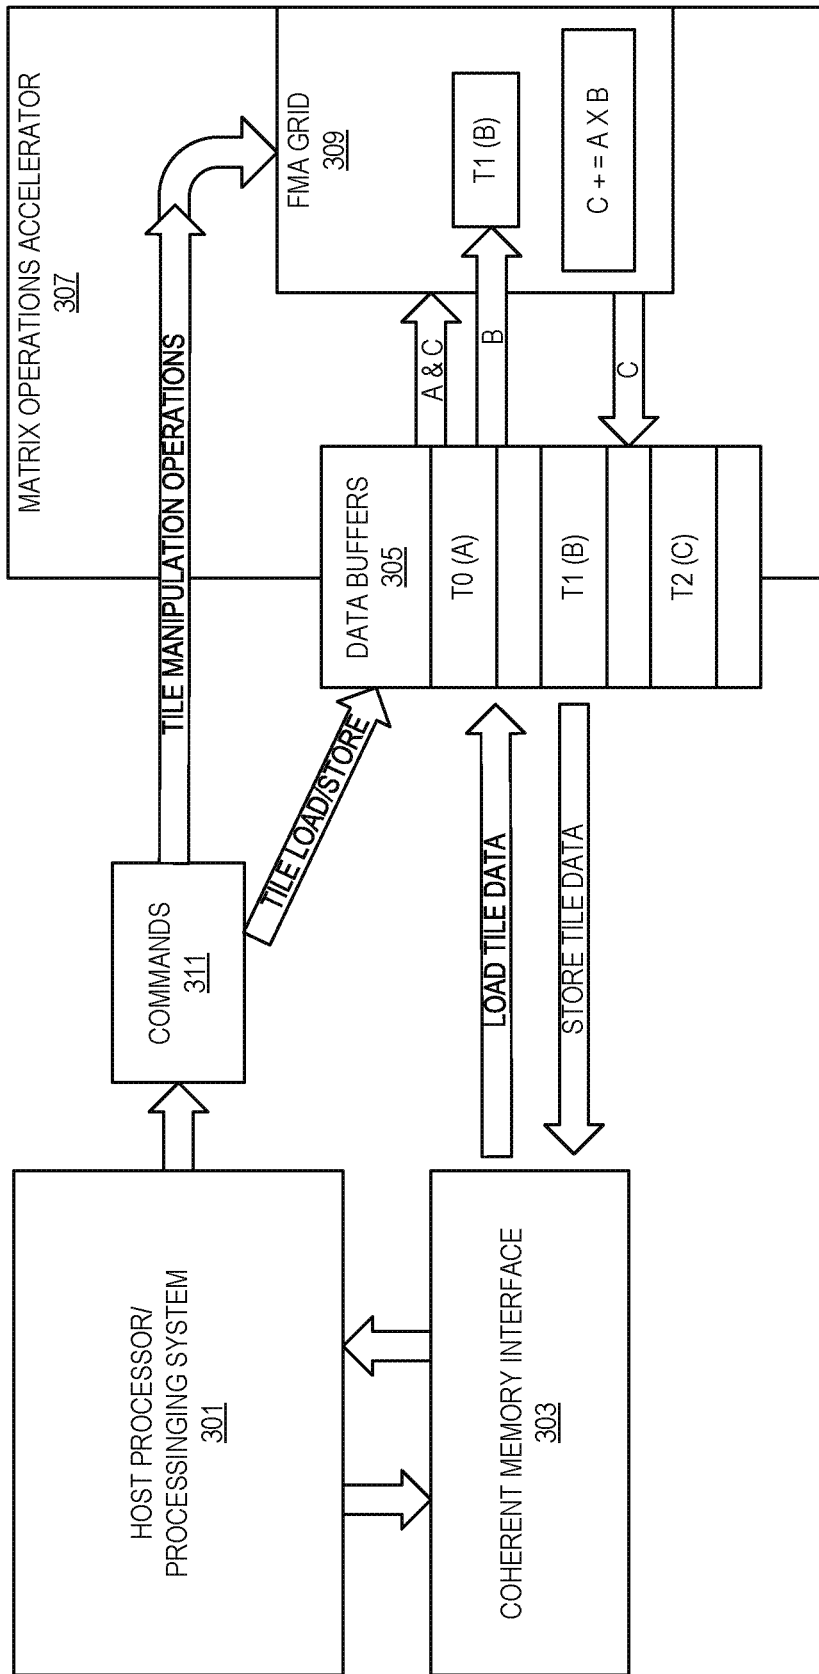 HOST PROCESSOR/
PROCESSINGING SYSTEM
301
COHERENT MEMORY INTERFACE
303
COMMANDS
311
TILE MANIPULATION OPERATIONS
TILE LOAD/STORE
LOAD TILE DATA
STORE TILE DATA
MATRIX OPERATIONS ACCELERATOR
307
DATA BUFFERS
305
T0 (A)
T1 (B)
T2 (C)
A & C
B
C
FMA GRID
309
T1 (B)
C + = A X B